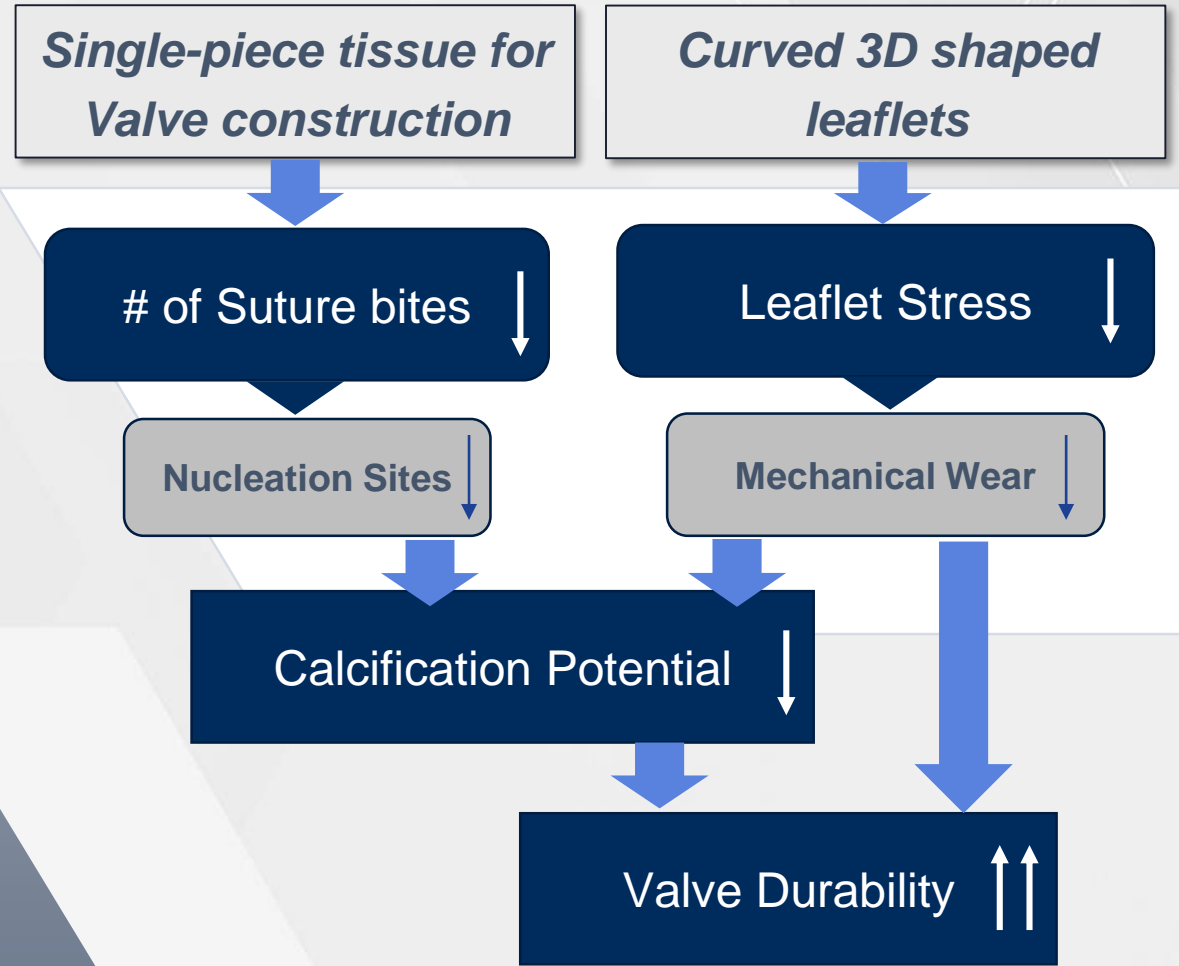 Single-piece tissue for
Valve construction
Curved 3D shaped
leaflets
# of Suture bites
Leaflet Stress
Nucleation Sites
Mechanical Wear
Calcification Potential
Valve Durability